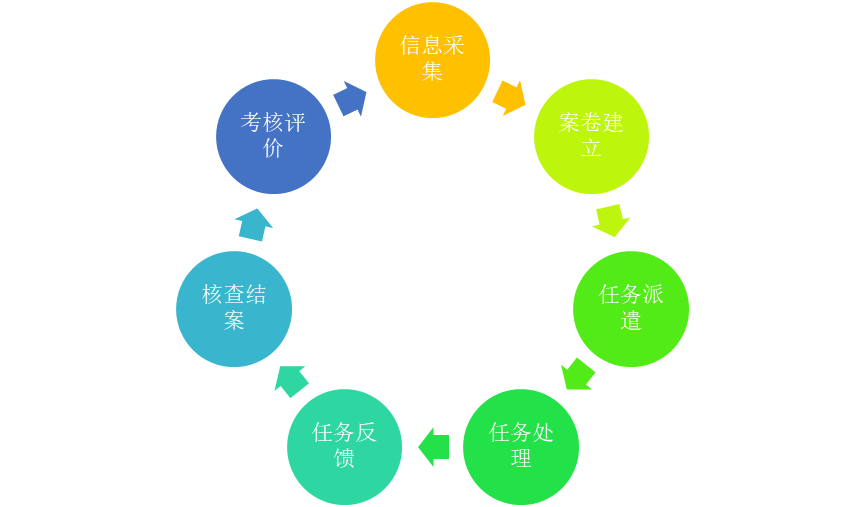 信息采
集
案卷建
立
任务派
遣
任务处
理
任务反
馈
核查结
案
考核评
价